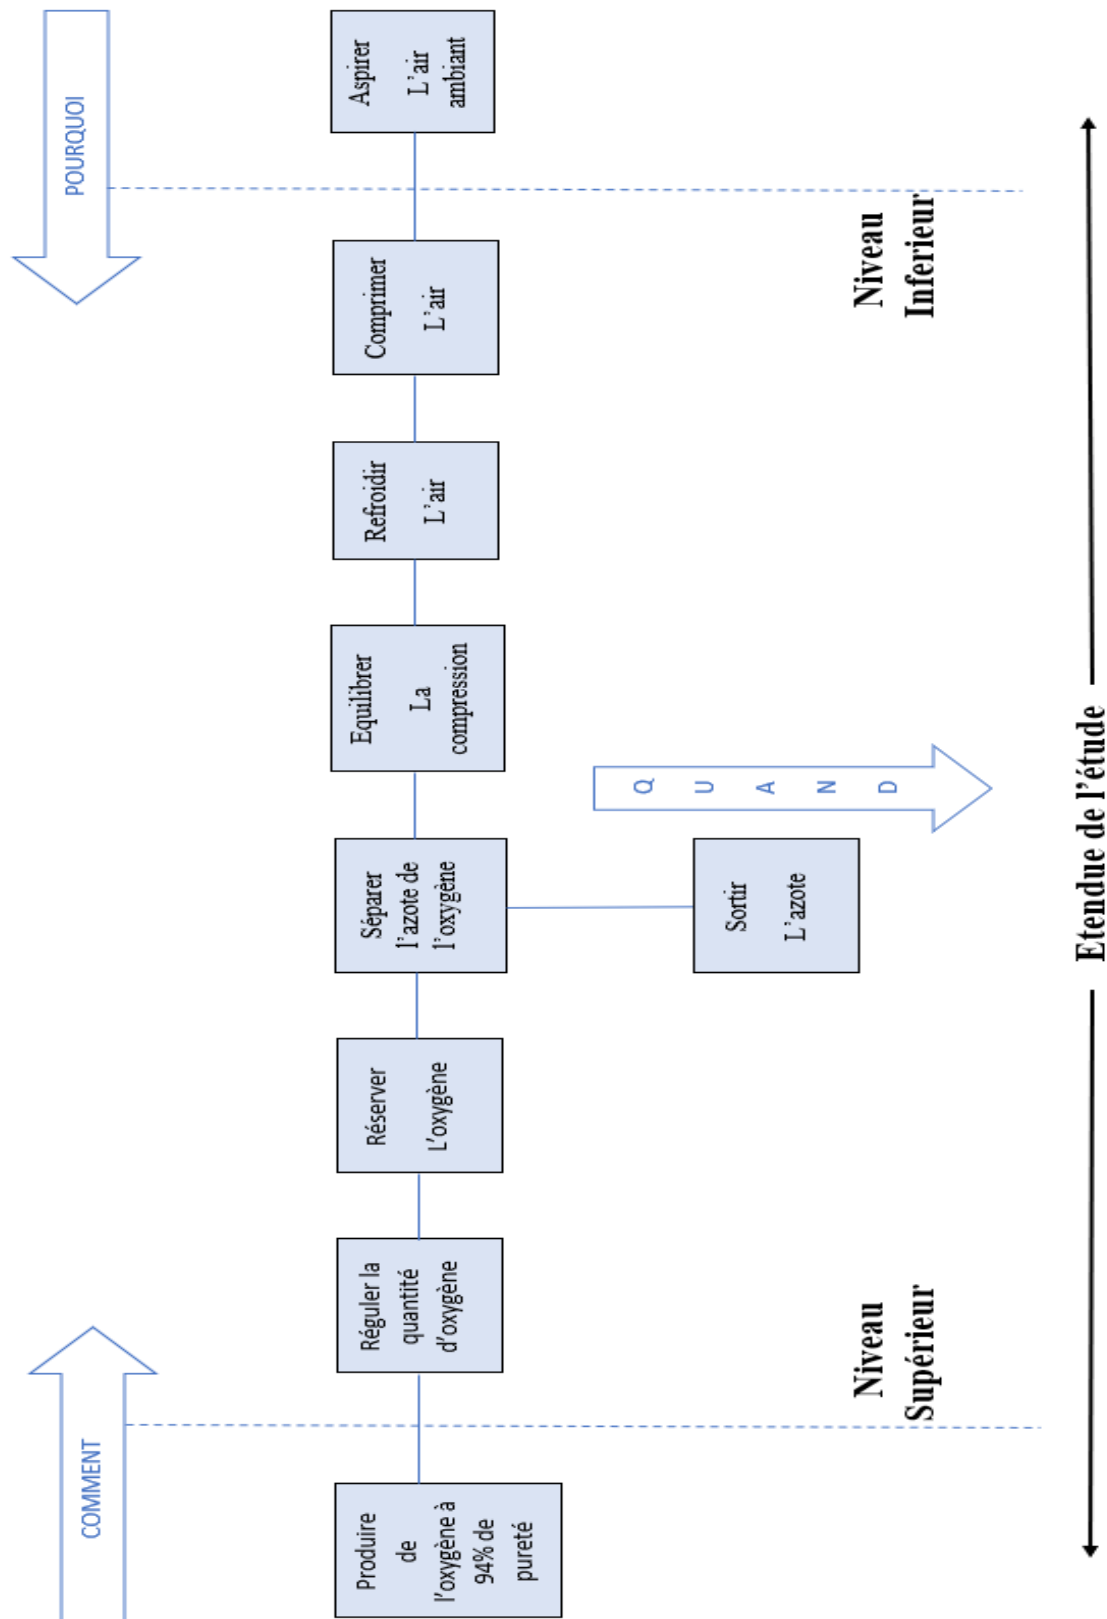 COMMENT
POURQUOI
Produire
de
l'oxygène à
94% de
pureté
Réguler la
quantité
d'oxygène
Réserver
L'oxygène
Séparer
l'azote de
l'oxygène
Equilibrer
La
compression
Refroidir
L'air
Comprimer
L'air
Aspirer
L'air
ambiant
Sortir
L'azote
Q
U
A
N
D
Niveau
Supérieur
Niveau
Inferieur
Etendue de l'étude